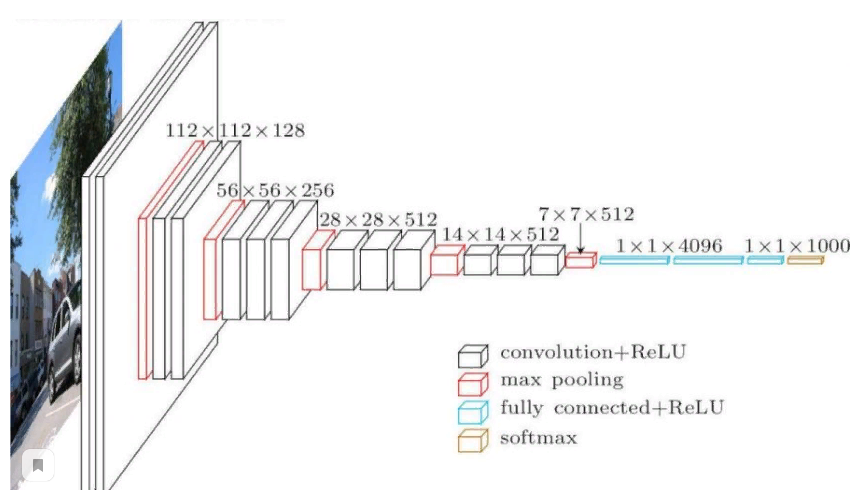 112×112×128
56×56×256
28×28×512
14×14×512
7×7×512
1×1×4096
1×1×1000
convolution+ReLU
max pooling
fully connected+ReLU
softmax